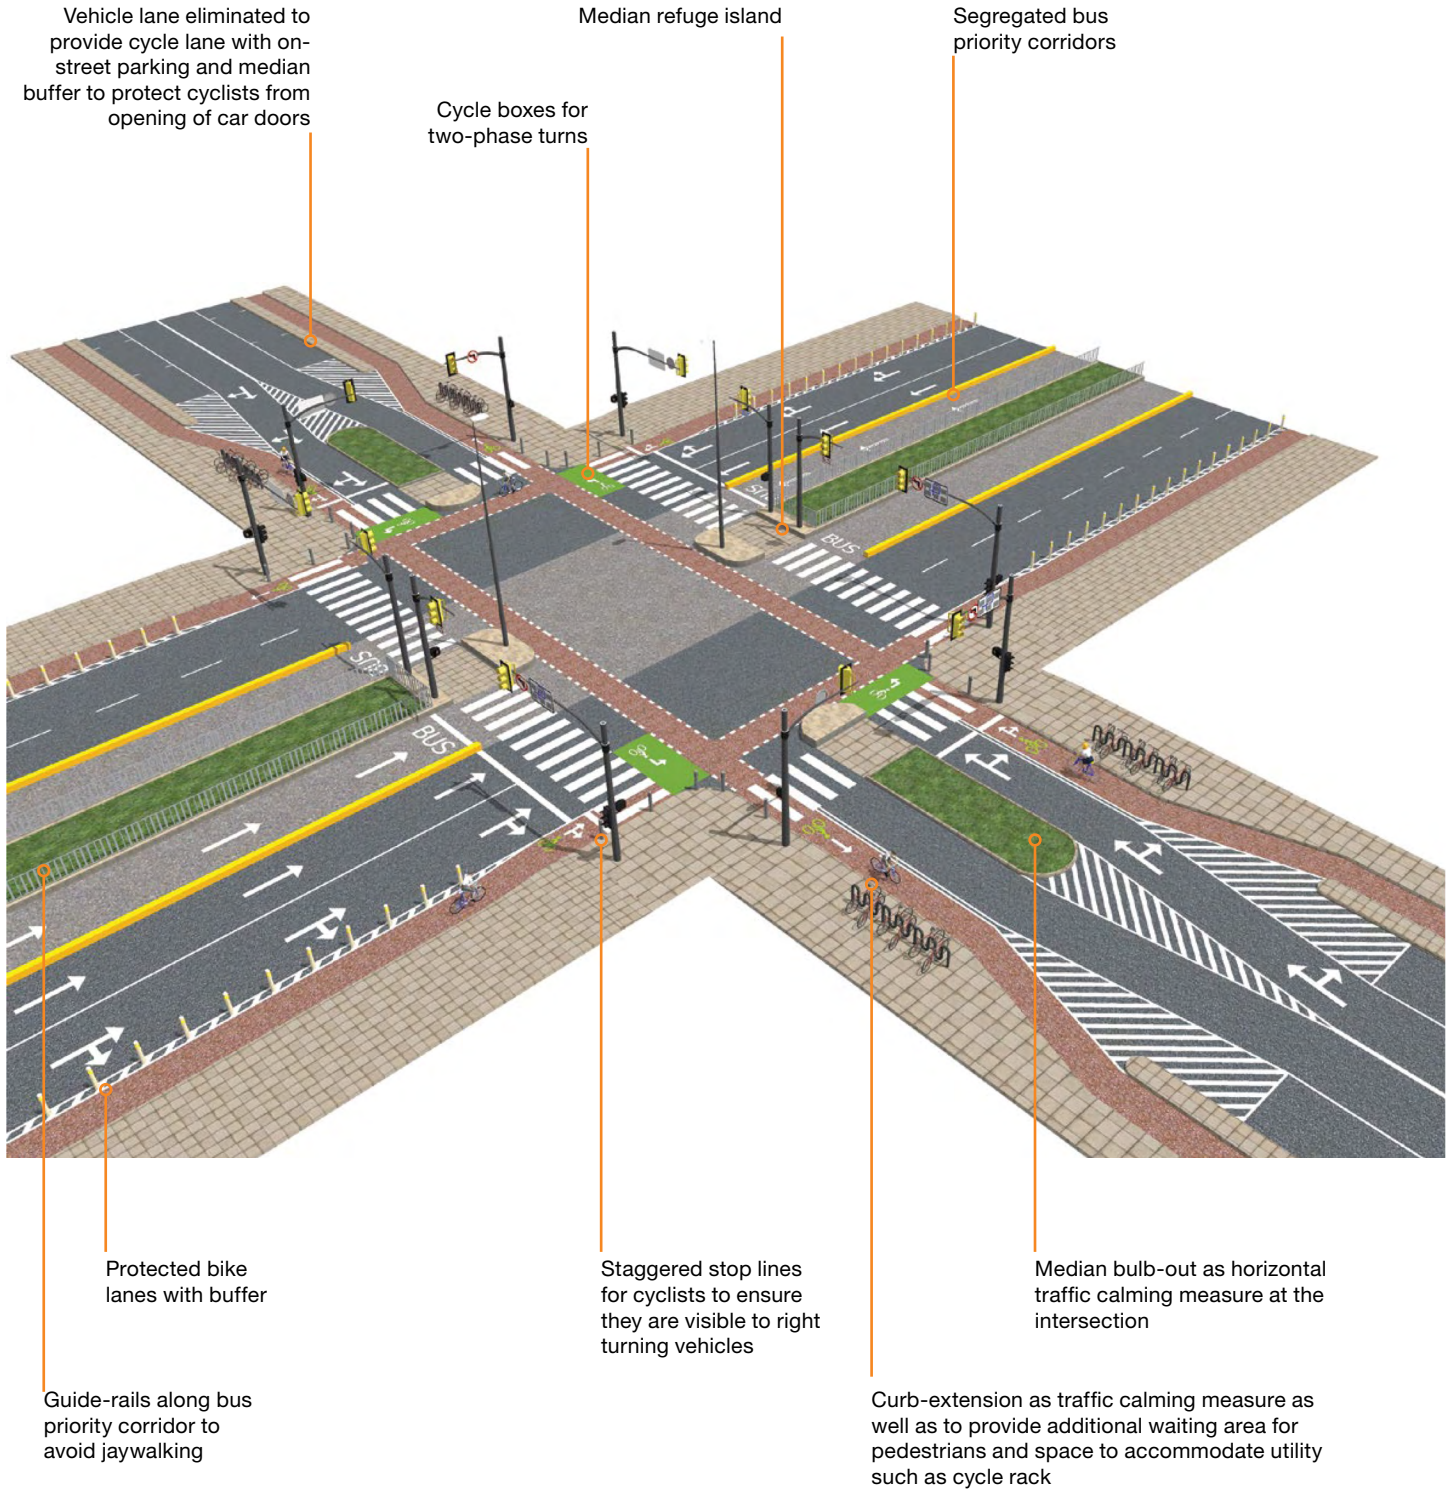 Vehicle lane eliminated to
provide cycle lane with on-
street parking and median
buffer to protect cyclists from
opening of car doors
Cycle boxes for
two-phase turns
Median refuge island
Segregated bus
priority corridors
BUS
BUS
BUS
BUS
Protected bike
lanes with buffer
Guide-rails along bus
priority corridor to
avoid jaywalking
Staggered stop lines
for cyclists to ensure
they are visible to right
turning vehicles
Median bulb-out as horizontal
traffic calming measure at the
intersection
Curb-extension as traffic calming measure as
well as to provide additional waiting area for
pedestrians and space to accommodate utility
such as cycle rack